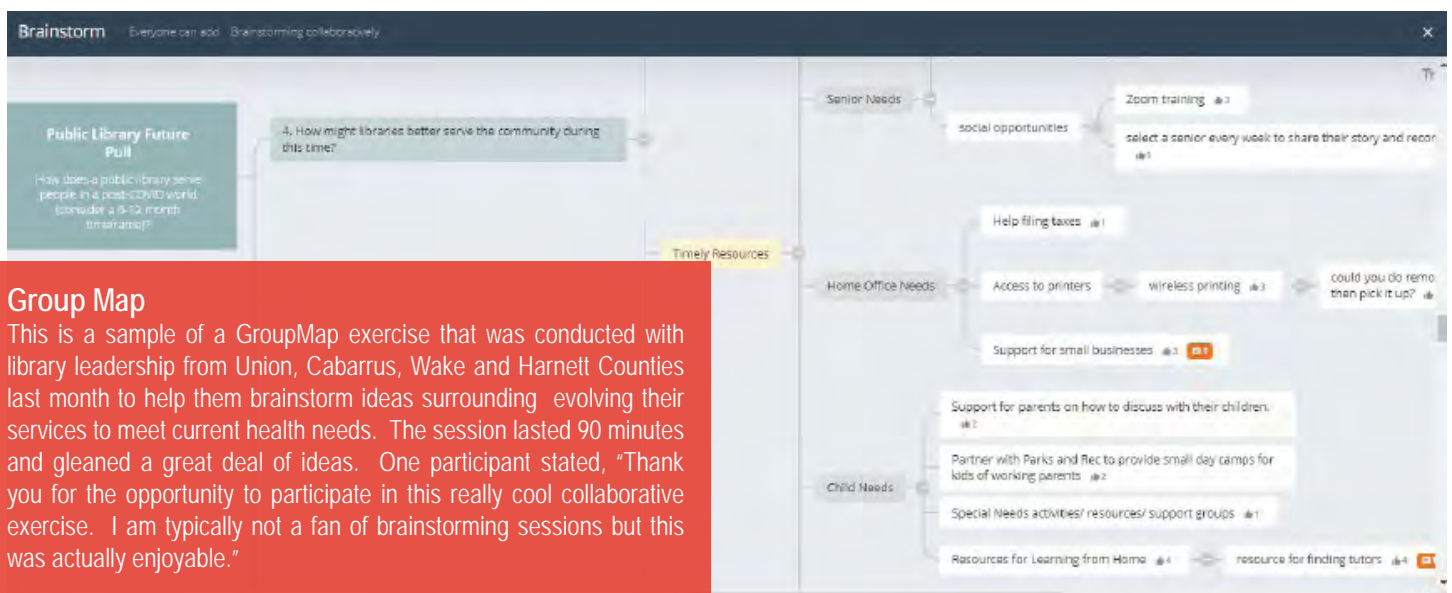 Brainstorm Everyone can add Brainstorming collaboratively
Public Library Future
Pull
How does a public library serve
people in a post-COVID world
(consider a 6-12 month
timeframe)?
4. How might libraries better serve the community during
this time?
Timely Resources
Senior Needs
social opportunities
Zoom training
select a senior every week to share their story and recor
Home Office Needs
Help filing taxes 1
Access to printers
wireless printing 3
could you do remo
then pick it up?
Support for small businesses 3
Child Needs
Support for parents on how to discuss with their children.
2
Partner with Parks and Rec to provide small day camps for
kids of working parents 2
Special Needs activities/ resources/ support groups 1
Resources for Learning from Home 4
resource for finding tutors 4
Group Map
This is a sample of a GroupMap exercise that was conducted with
library leadership from Union, Cabarrus, Wake and Harnett Counties
last month to help them brainstorm ideas surrounding evolving their
services to meet current health needs. The session lasted 90 minutes
and gleaned a great deal of ideas. One participant stated, “Thank
you for the opportunity to participate in this really cool collaborative
exercise. I am typically not a fan of brainstorming sessions but this
was actually enjoyable.”